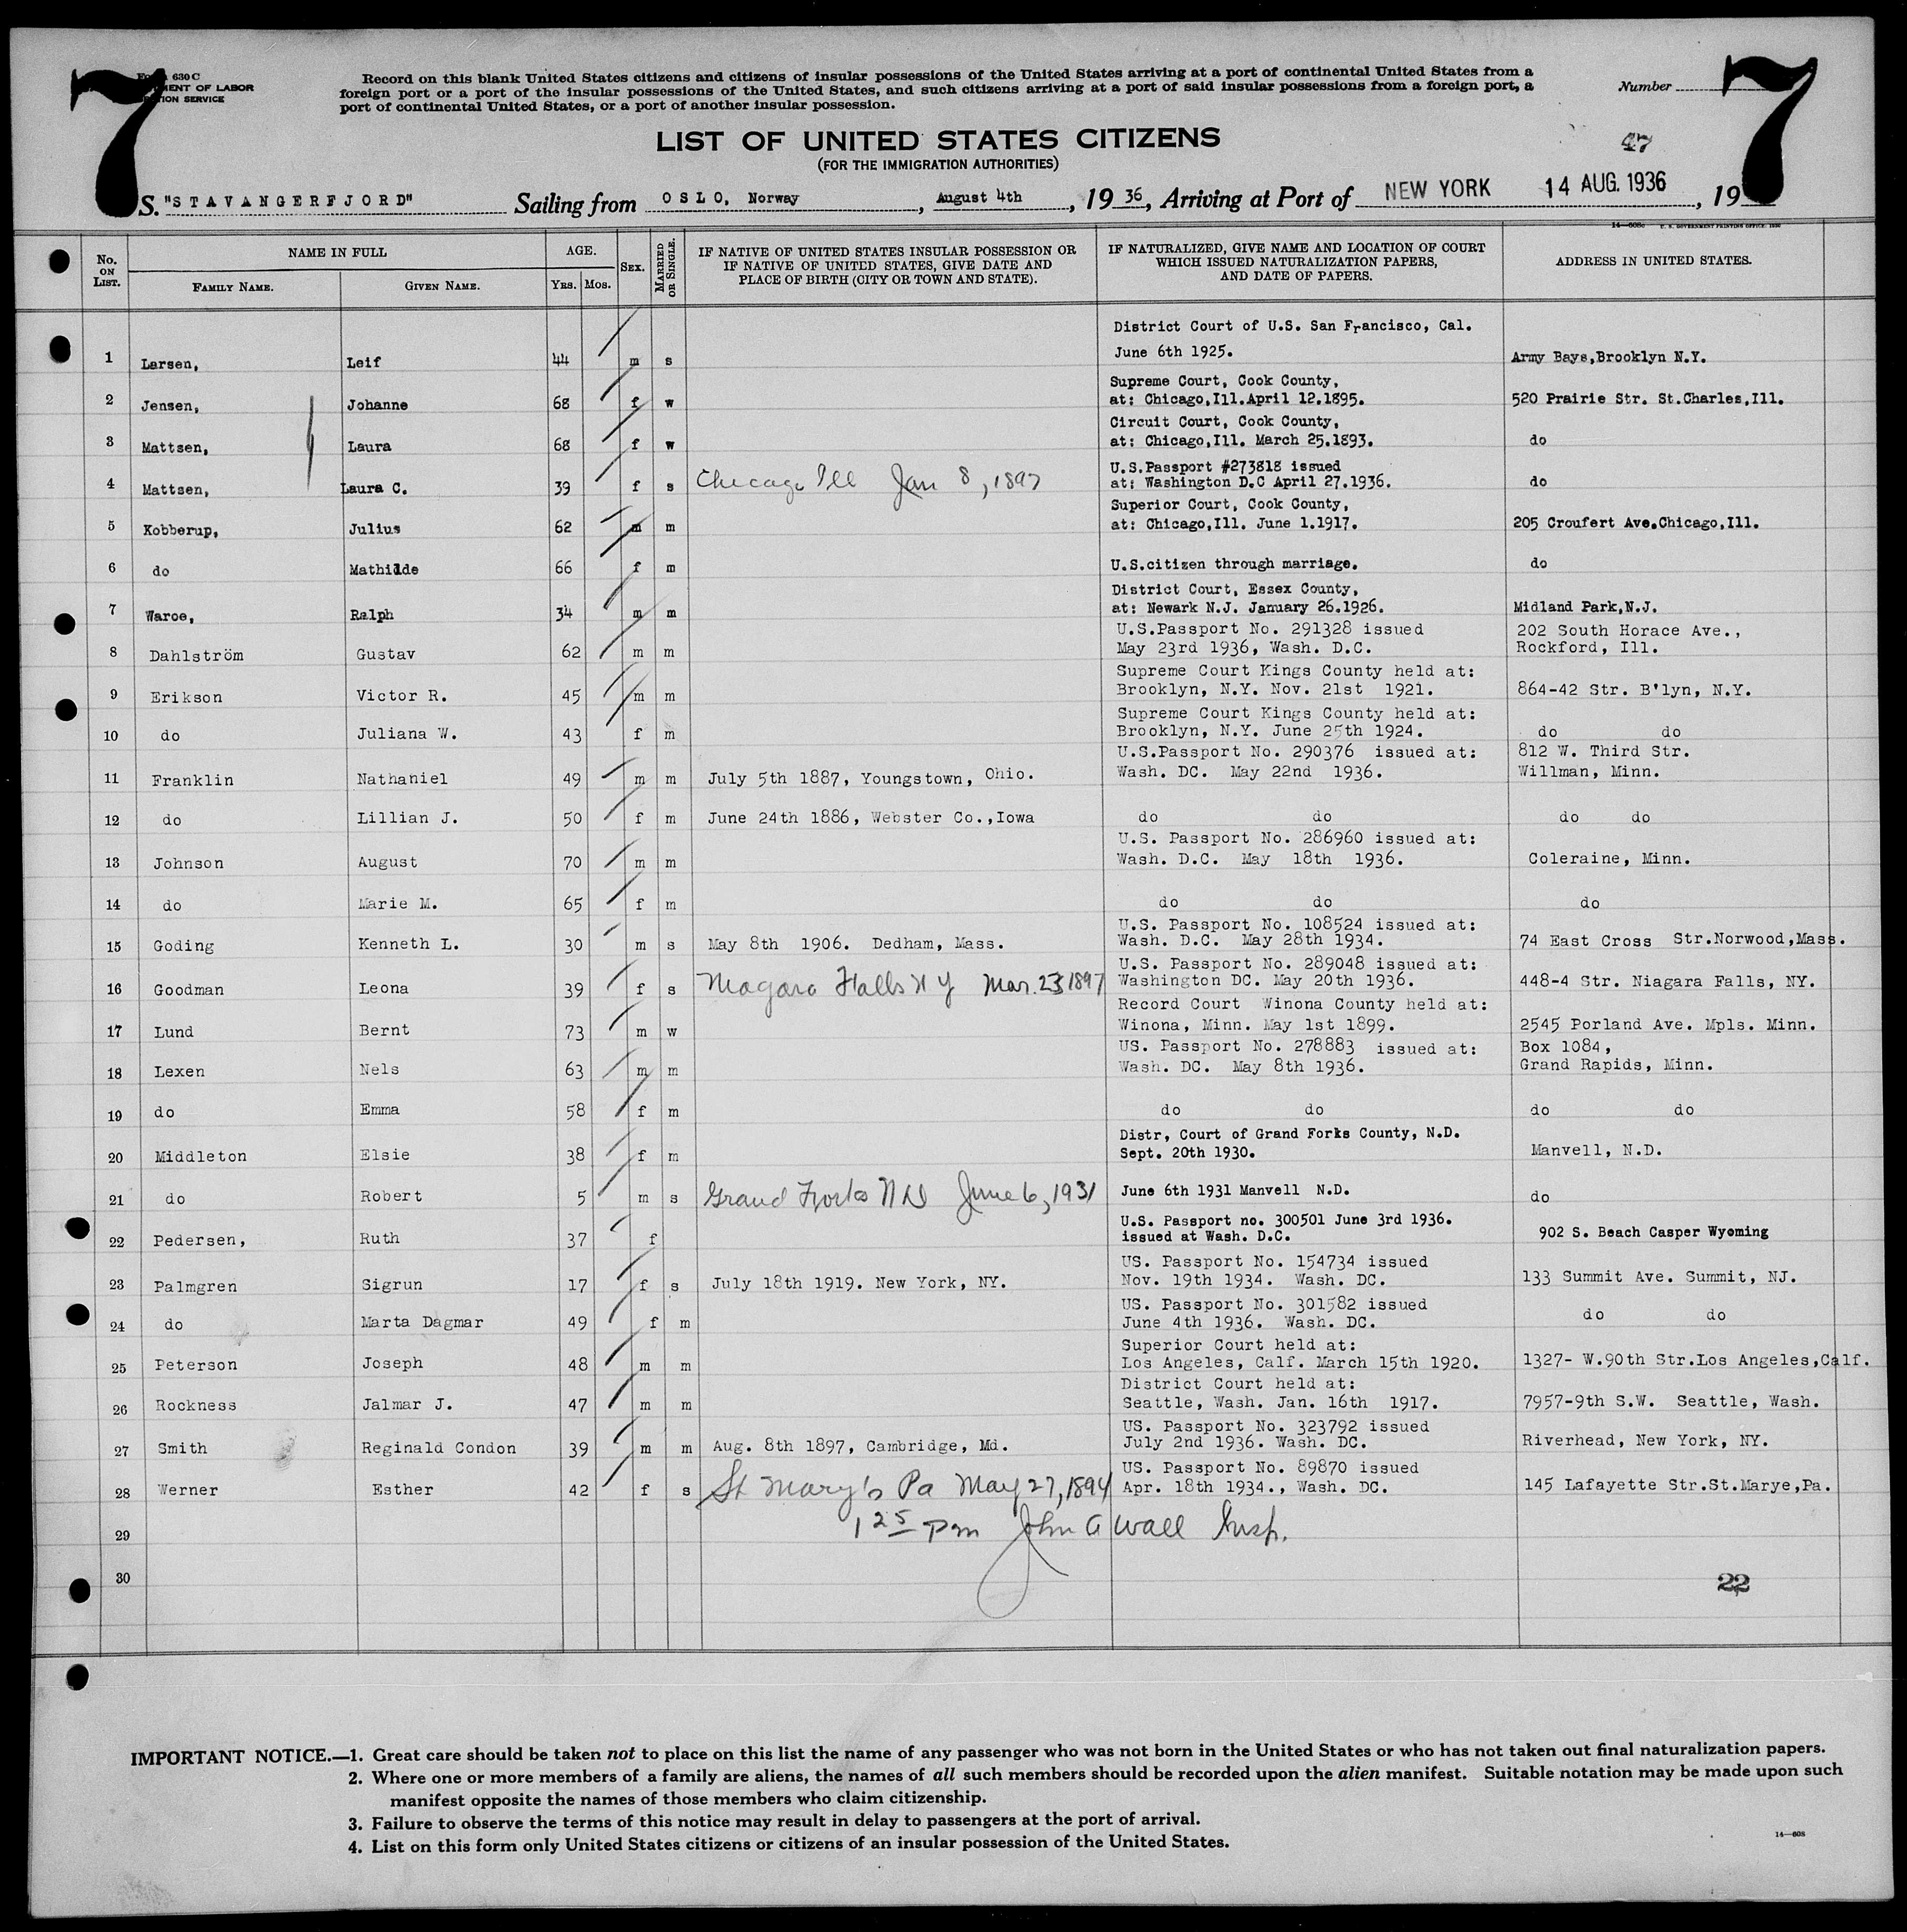 7
Form 630 C
MENT OF LABOR
TION SERVICE
Record on this blank United States citizens and citizens of insular possessions of the United States arriving at a port of continental United States from a
foreign port or a port of the insular possessions of the United States, and such citizens arriving at a port of said insular possessions from a foreign port, a
port of continental United States, or a port of another insular possession.
Number
7
LIST OF UNITED STATES CITIZENS
(FOR THE IMMIGRATION AUTHORITIES)
47
S. "STAVANGERFJORD" Sailing from OSLO, Norway, August 4th, 19 36, Arriving at Port of NEW YORK 14 AUG. 1936, 19
14—608c U. S. GOVERNMENT PRINTING OFFICE: 1930
No. ON LIST. NAME IN FULL FAMILY NAME. GIVEN NAME. AGE. YRS. MOS. SEX. MARRIED OR SINGLE. IF NATIVE OF UNITED STATES INSULAR POSSESSION OR IF NATIVE OF UNITED STATES, GIVE DATE AND PLACE OF BIRTH (CITY OR TOWN AND STATE). IF NATURALIZED, GIVE NAME AND LOCATION OF COURT WHICH ISSUED NATURALIZATION PAPERS, AND DATE OF PAPERS. ADDRESS IN UNITED STATES.
District Court of U.S. San Francisco, Cal.
1 Larsen, Leif 44 m s June 6th 1925. Army Bays,Brooklyn N.Y.
Supreme Court, Cook County,
2 Jensen, Johanne 68 f w at: Chicago,Ill.April 12.1895. 520 Prairie Str. St.Charles,Ill.
Circuit Court, Cook County,
3 Mattsen, Laura 68 f w at: Chicago,Ill. March 25.1893. do
U.S.Passport #273818 issued
4 Mattsen, Laura C. 39 f s Chicago Ill Jan 8, 1897 at: Washington D.C April 27.1936. do
Superior Court, Cook County,
5 Kobberup, Julius 62 m m at: Chicago,Ill. June 1.1917. 205 Croufert Ave.Chicago,Ill.
6 do Mathilde 66 f m U.S.citizen through marriage. do
District Court, Essex County,
7 Waroe, Ralph 34 m m at: Newark N.J. January 26.1926. Midland Park,N.J.
U.S.Passport No. 291328 issued 202 South Horace Ave.,
8 Dahlström Gustav 62 m m May 23rd 1936, Wash. D.C. Rockford, Ill.
Supreme Court Kings County held at:
9 Erikson Victor R. 45 m m Brooklyn, N.Y. Nov. 21st 1921. 864-42 Str. B'lyn, N.Y.
Supreme Court Kings County held at:
10 do Juliana W. 43 f m Brooklyn, N.Y. June 25th 1924. do do
U.S.Passport No. 290376 issued at: 812 W. Third Str.
11 Franklin Nathaniel 49 m m July 5th 1887, Youngstown, Ohio. Wash. DC. May 22nd 1936. Willman, Minn.
12 do Lillian J. 50 f m June 24th 1886, Webster Co.,Iowa do do do do
U.S. Passport No. 286960 issued at:
13 Johnson August 70 m m Wash. D.C. May 18th 1936. Coleraine, Minn.
14 do Marie M. 65 f m do do do
U.S. Passport No. 108524 issued at:
15 Goding Kenneth L. 30 m s May 8th 1906. Dedham, Mass. Wash. D.C. May 28th 1934. 74 East Cross Str.Norwood,Mass.
U.S. Passport No. 289048 issued at:
16 Goodman Leona 39 f s Niagara Falls N Y Mar. 23 1897 Washington DC. May 20th 1936. 448-4 Str. Niagara Falls, NY.
Record Court Winona County held at:
17 Lund Bernt 73 m w Winona, Minn. May 1st 1899. 2545 Porland Ave. Mpls. Minn.
US. Passport No. 278883 issued at: Box 1084,
18 Lexen Nels 63 m m Wash. DC. May 8th 1936. Grand Rapids, Minn.
19 do Emma 58 f m do do do do
Distr, Court of Grand Forks County, N.D.
20 Middleton Elsie 38 f m Sept. 20th 1930. Manvell, N.D.
21 do Robert 5 m s Grand Forks N D June 6, 1931 June 6th 1931 Manvell N.D. do
U.S. Passport no. 300501 June 3rd 1936.
22 Pedersen, Ruth 37 f issued at Wash. D.C. 902 S. Beach Casper Wyoming
US. Passport No. 154734 issued
23 Palmgren Sigrun 17 f s July 18th 1919. New York, NY. Nov. 19th 1934. Wash. DC. 133 Summit Ave. Summit, NJ.
US. Passport No. 301582 issued
24 do Marta Dagmar 49 f m June 4th 1936. Wash. DC. do do
Superior Court held at:
25 Peterson Joseph 48 m m Los Angeles, Calf. March 15th 1920. 1327- W.90th Str.Los Angeles,Calf.
District Court held at:
26 Rockness Jalmar J. 47 m m Seattle, Wash. Jan. 16th 1917. 7957-9th S.W. Seattle, Wash.
US. Passport No. 323792 issued
27 Smith Reginald Condon 39 m m Aug. 8th 1897, Cambridge, Md. July 2nd 1936. Wash. DC. Riverhead, New York, NY.
US. Passport No. 89870 issued
28 Werner Esther 42 f s St Mary's Pa May 27, 1894 Apr. 18th 1934., Wash. DC. 145 Lafayette Str.St.Marye,Pa.
29 1 25 pm John A Wall Insp.
30
22
IMPORTANT NOTICE.—1. Great care should be taken not to place on this list the name of any passenger who was not born in the United States or who has not taken out final naturalization papers.
2. Where one or more members of a family are aliens, the names of all such members should be recorded upon the alien manifest. Suitable notation may be made upon such
manifest opposite the names of those members who claim citizenship.
3. Failure to observe the terms of this notice may result in delay to passengers at the port of arrival.
4. List on this form only United States citizens or citizens of an insular possession of the United States.
14—608